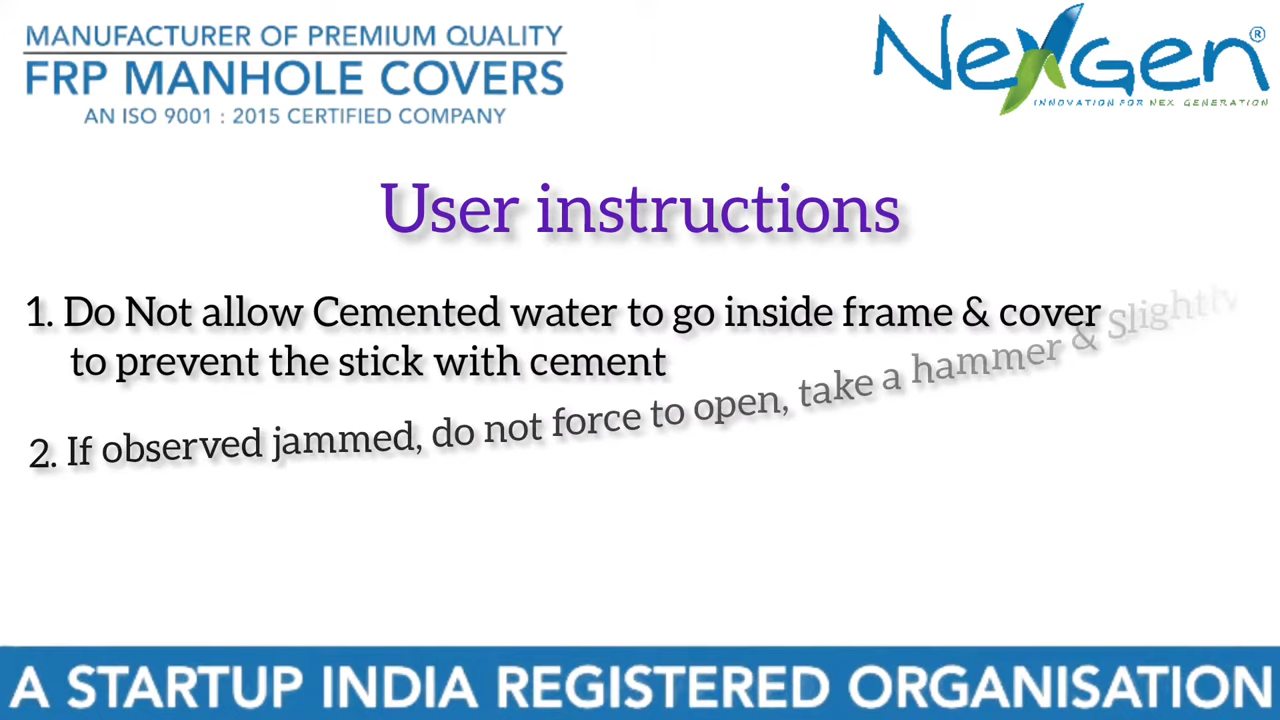 MANUFACTURER OF PREMIUM QUALITY
FRP MANHOLE COVERS
AN ISO 9001 : 2015 CERTIFIED COMPANY
NexGen®
INNOVATION FOR NEX GENERATION
User instructions
1. Do Not allow Cemented water to go inside frame & cover
to prevent the stick with cement
2. If observed jammed, do not force to open, take a hammer & Slightly
A STARTUP INDIA REGISTERED ORGANISATION